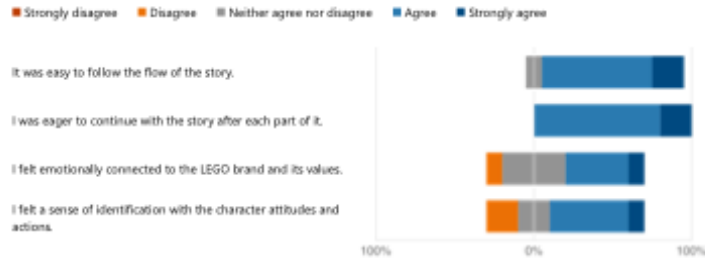 Strongly disagree Disagree Neither agree nor disagree Agree Strongly agree
It was easy to follow the flow of the story.
I was eager to continue with the story after each part of it.
I felt emotionally connected to the LEGO brand and its values.
I felt a sense of identification with the character attitudes and
actions.
100% 0% 100%